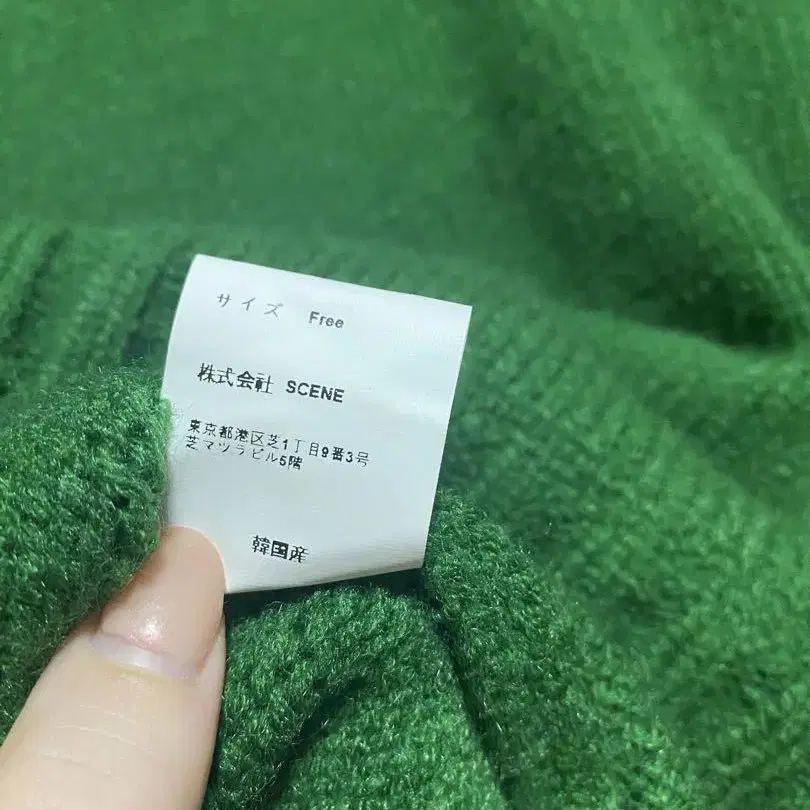 サイズ Free
株式会社 SCENE
東京都港区芝1丁目9番3号
芝マツラビル5階
韓国産